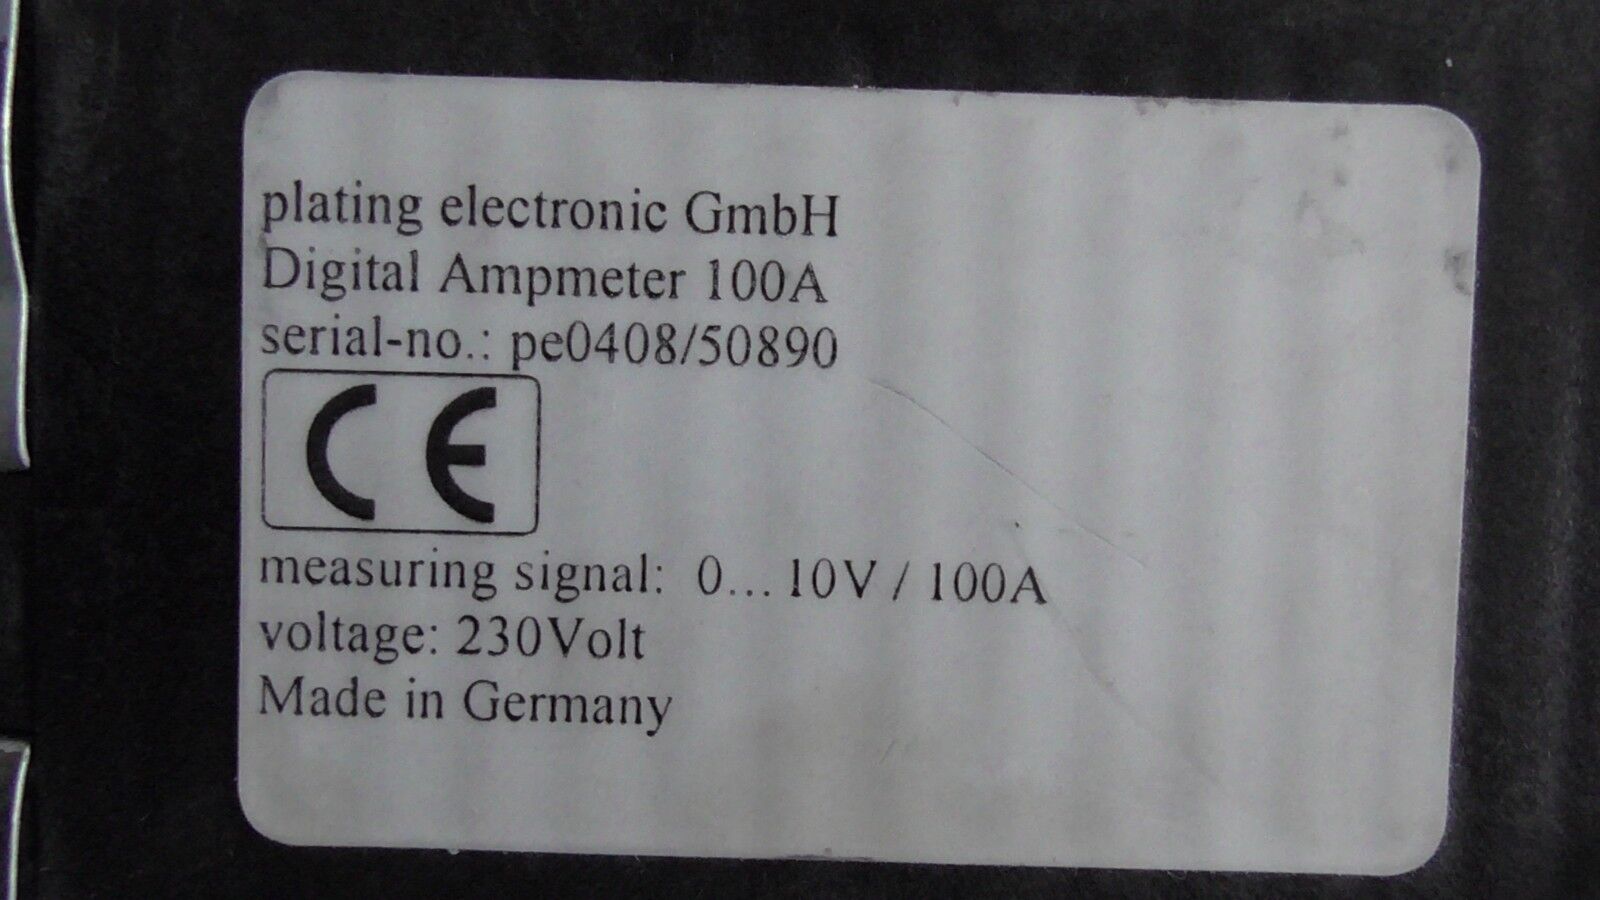 plating electronic GmbH
Digital Ampmeter 100A
serial-no.: pe0408/50890
CE
measuring signal: 0... 10V / 100A
voltage: 230Volt
Made in Germany